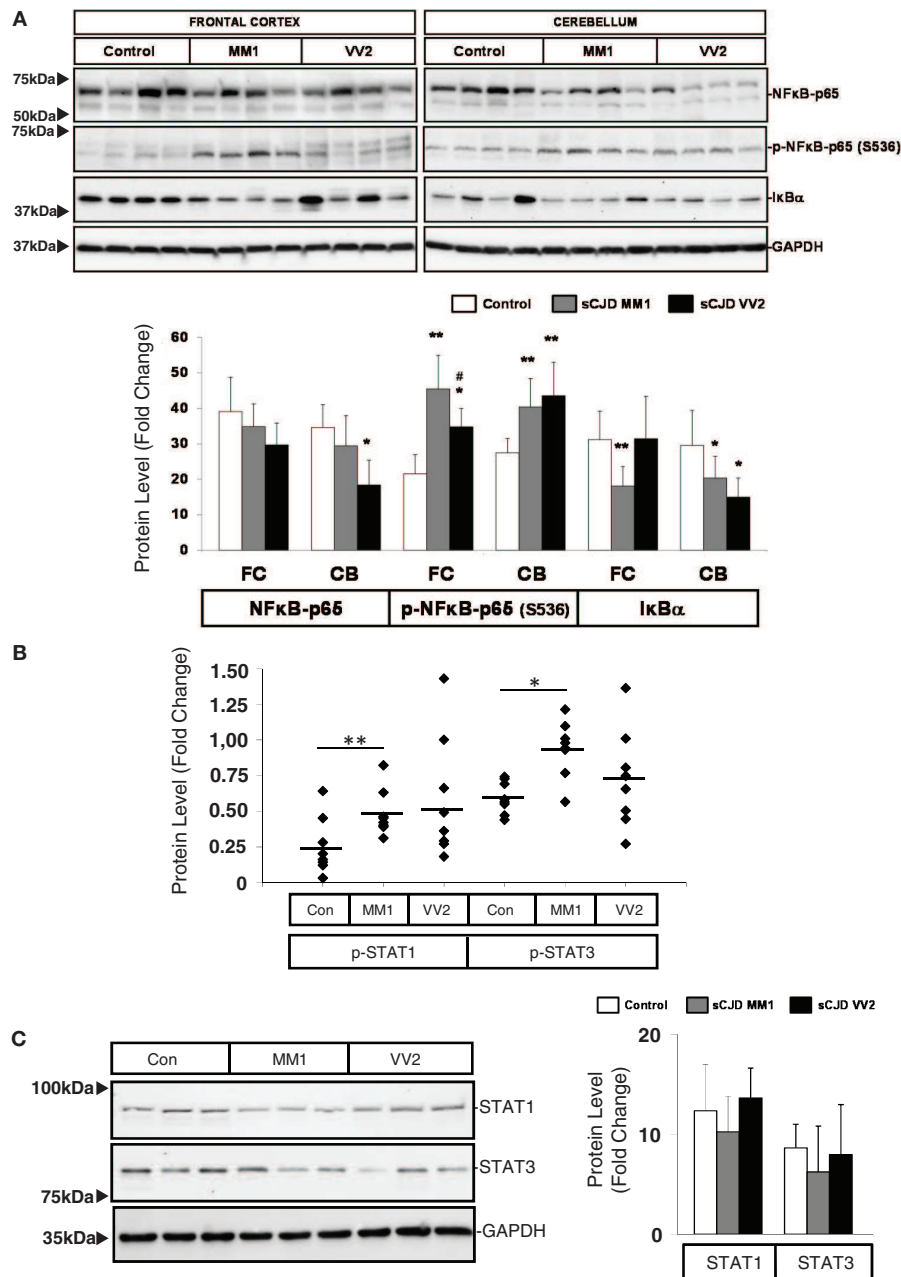 A
FRONTAL CORTEX
CEREBELLUM
Control MM1 VV2
Control MM1 VV2
75kDa
NFκB-p65
50kDa
75kDa
p-NFκB-p65 (S536)
IκBα
37kDa
37kDa
GAPDH
Control sCJD MM1 sCJD VV2
Protein Level (Fold Change)
60
50
40
30
20
10
0
** # * ** **
* ** * *
FC CB FC CB FC CB
NFκB-p65 p-NFκB-p65 (S536) IκBα
B
Protein Level (Fold Change)
1.50
1.25
1,00
0.75
0.50
0.25
0
** *
Con MM1 VV2 Con MM1 VV2
p-STAT1 p-STAT3
C
Con MM1 VV2
100kDa
STAT1
STAT3
75kDa
35kDa
GAPDH
Control sCJD MM1 sCJD VV2
Protein Level
(Fold Change)
20
10
0
STAT1 STAT3